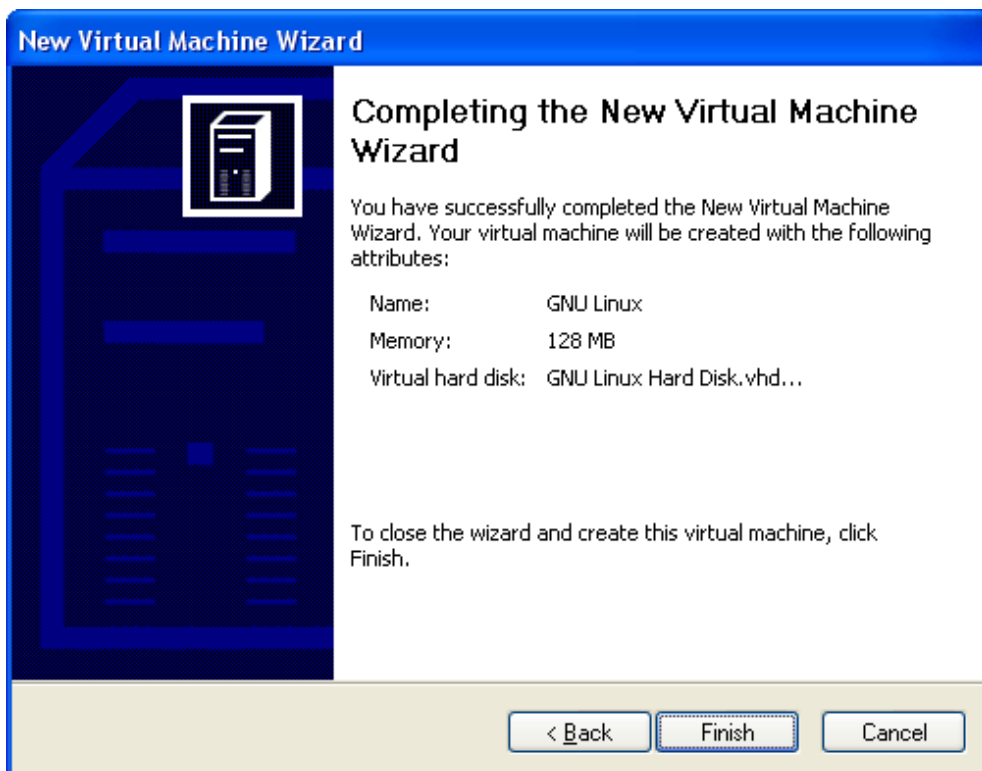 New Virtual Machine Wizard
Completing the New Virtual Machine
Wizard
You have successfully completed the New Virtual Machine
Wizard. Your virtual machine will be created with the following
attributes:
Name: GNU Linux
Memory: 128 MB
Virtual hard disk: GNU Linux Hard Disk.vhd...
To close the wizard and create this virtual machine, click
Finish.
< Back Finish Cancel